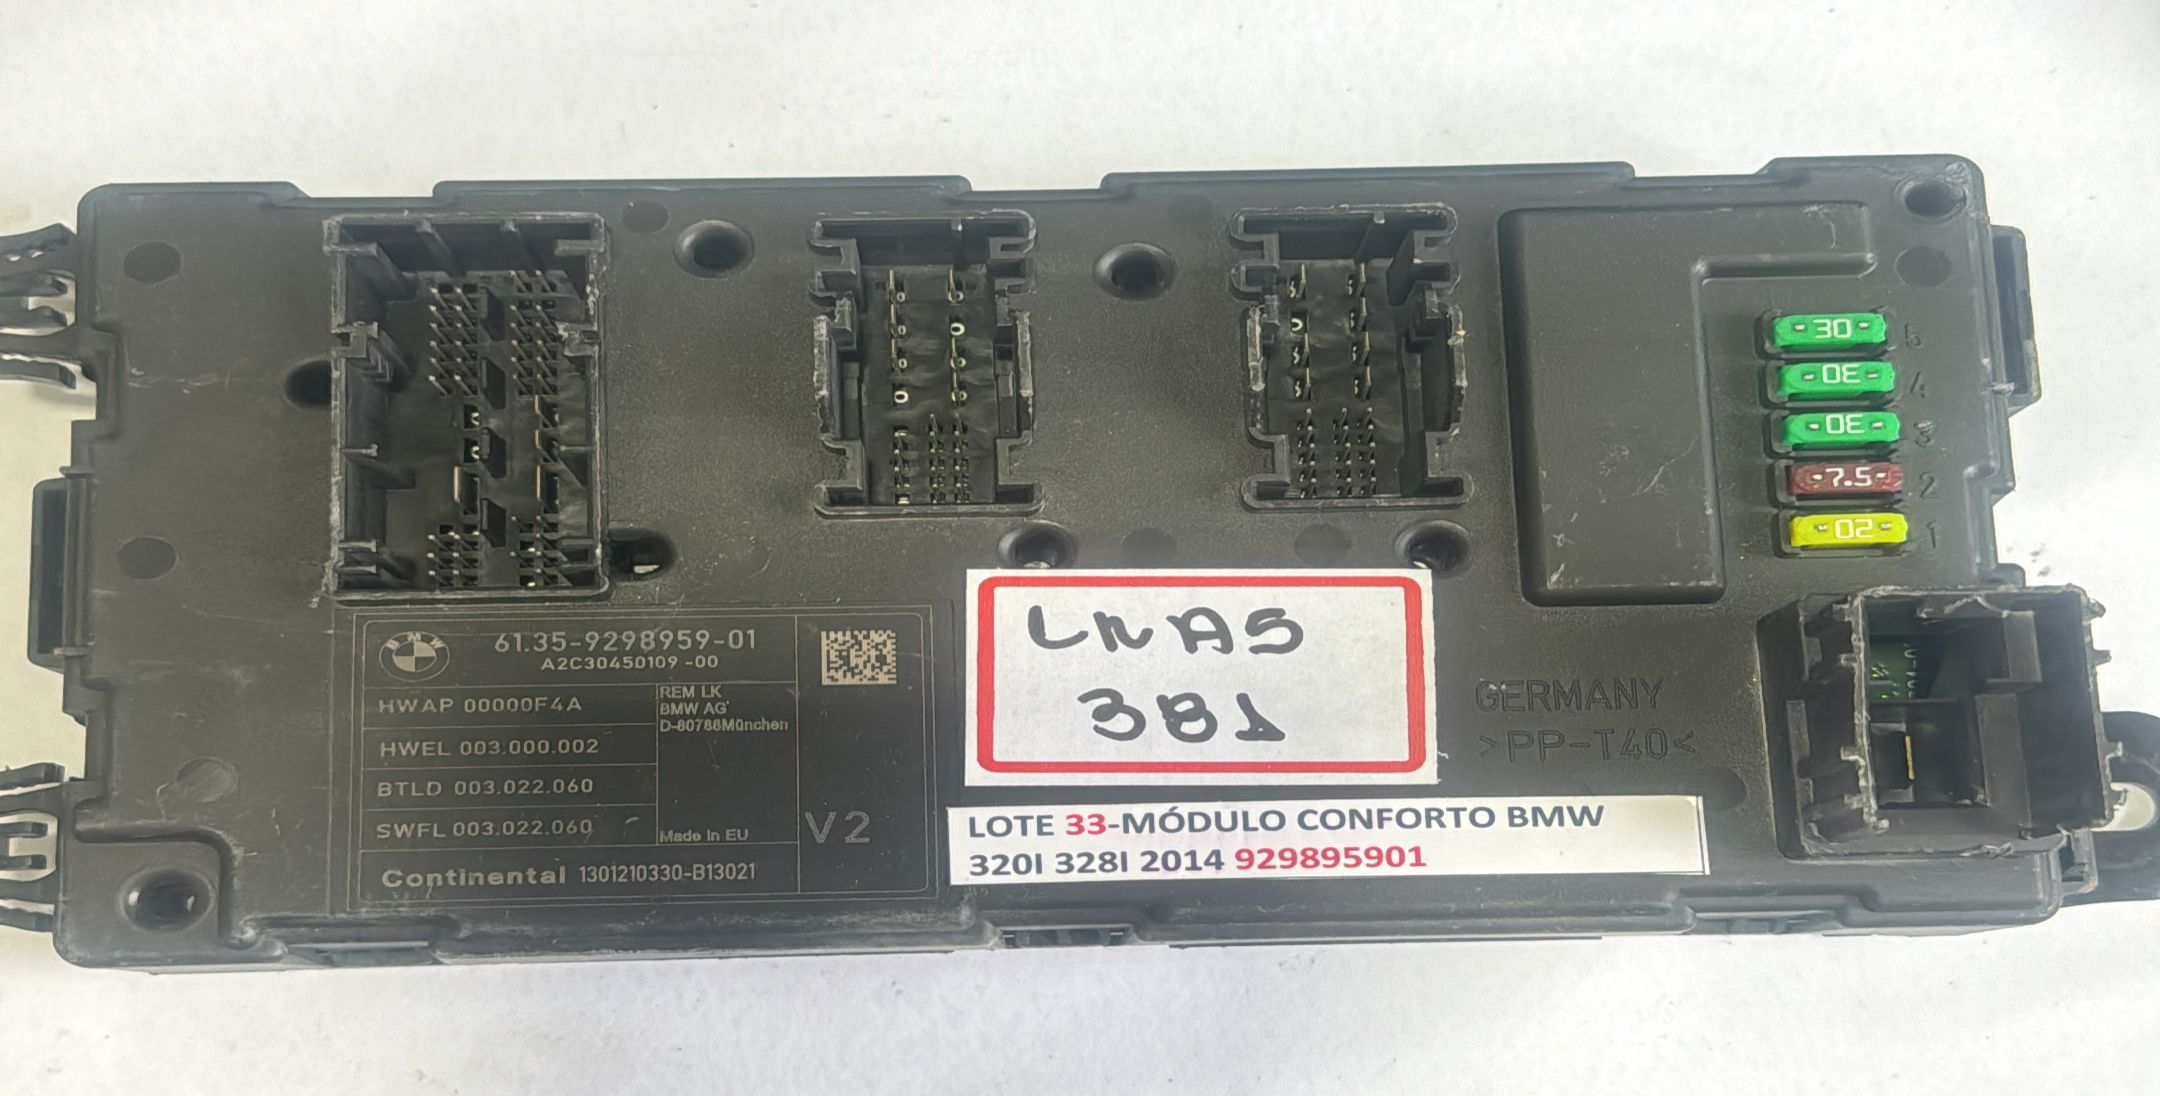 30 5
30 4
30 3
7.5 2
20 1
BMW
61.35-9298959-01
A2C30450109-00
HWAP 00000F4A
HWEL 003.000.002
BTLD 003.022.060
SWFL 003.022.060
REM LK
BMW AG
D-80788München
Made In EU
V2
Continental 1301210330-B13021
LRAS
381
GERMANY
>PP-T40<
LOTE 33-MÓDULO CONFORTO BMW
320I 328I 2014 929895901